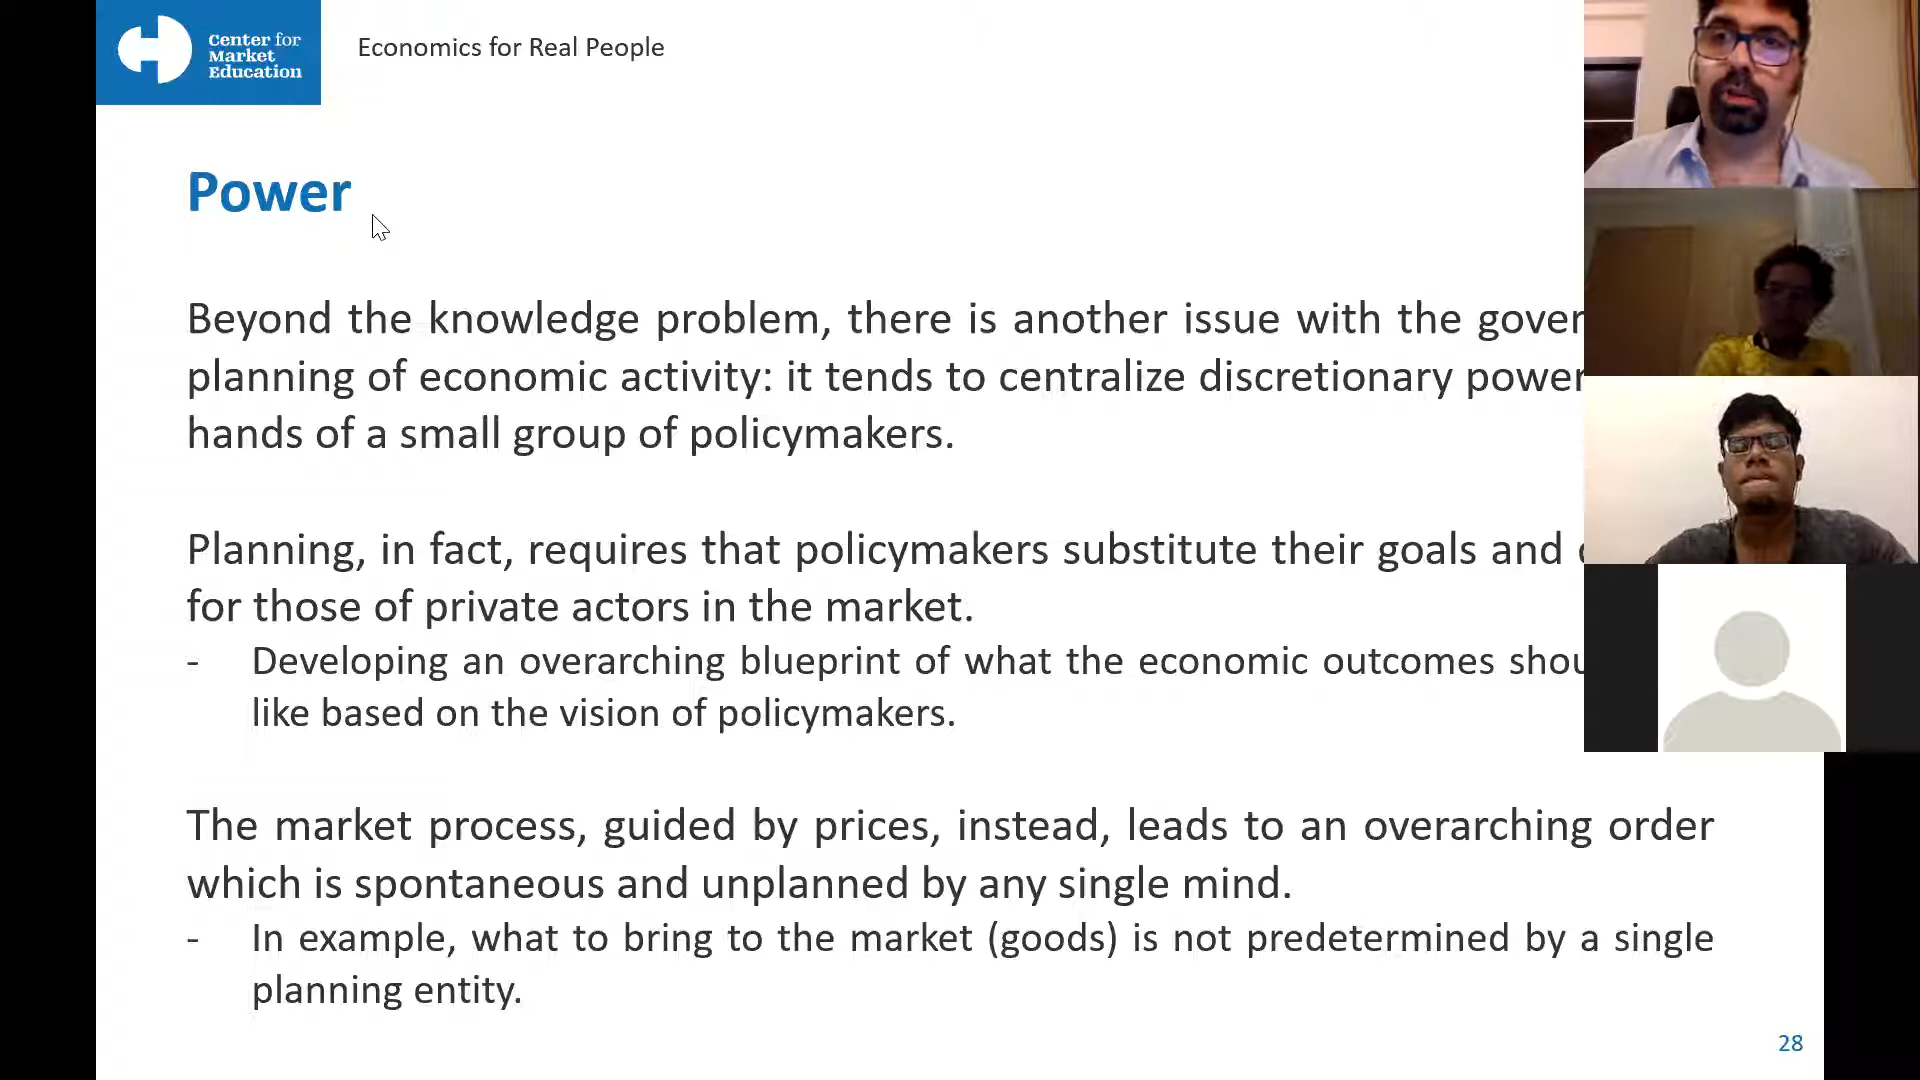 Center for
Market
Education
Economics for Real People
Power
Beyond the knowledge problem, there is another issue with the
planning of economic activity: it tends to centralize discretionary power
hands of a small group of policymakers.
Planning, in fact, requires that policymakers substitute their goals and
for those of private actors in the market.
- Developing an overarching blueprint of what the economic outcomes
like based on the vision of policymakers.
The market process, guided by prices, instead, leads to an overarching order
which is spontaneous and unplanned by any single mind.
- In example, what to bring to the market (goods) is not predetermined by a single
planning entity.
28